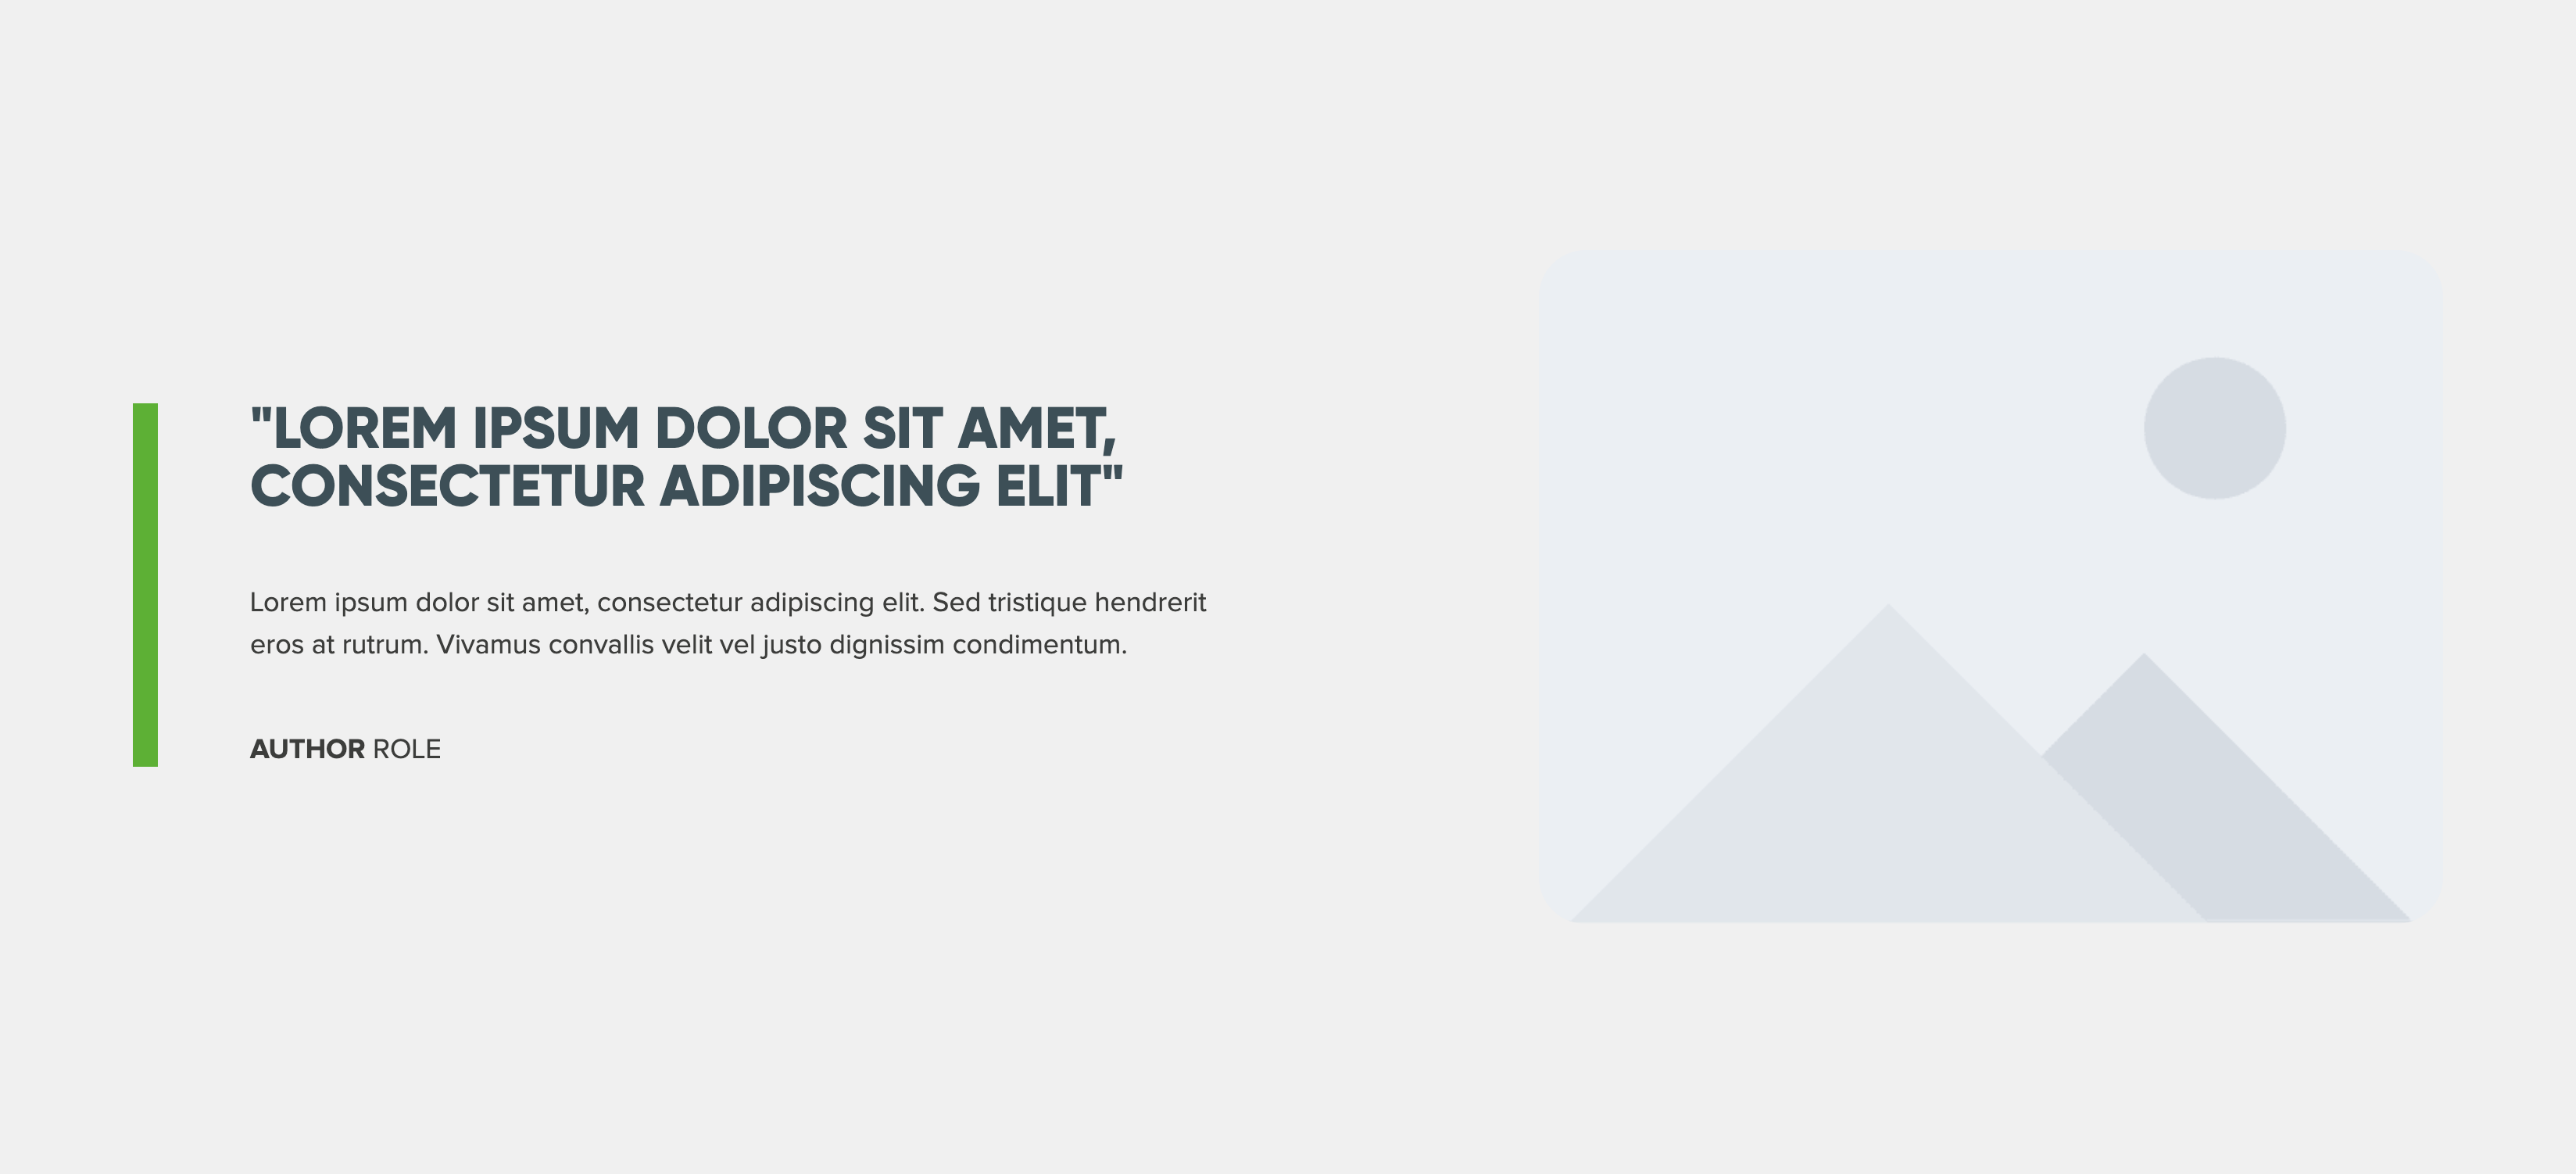 "LOREM IPSUM DOLOR SIT AMET,
CONSECTETUR ADIPISCING ELIT"
Lorem ipsum dolor sit amet, consectetur adipiscing elit. Sed tristique hendrerit
eros at rutrum. Vivamus convallis velit vel justo dignissim condimentum.
AUTHOR ROLE